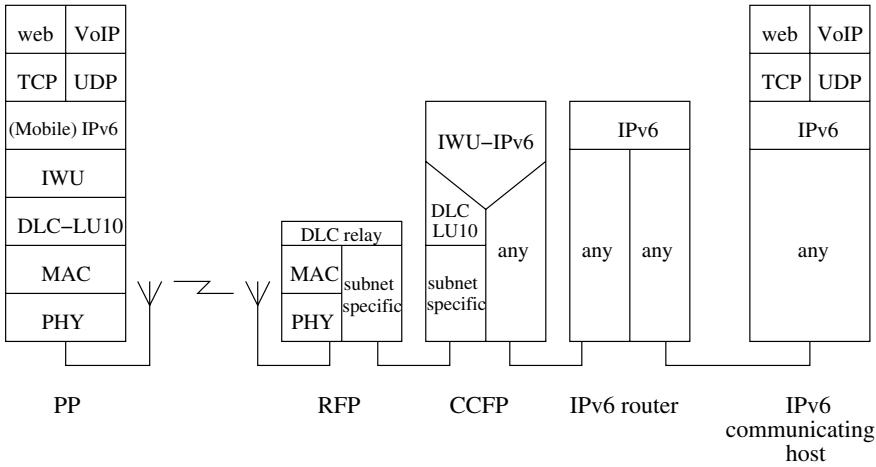 web VoIP
TCP UDP
(Mobile) IPv6
IWU
DLC−LU10
MAC
PHY
PP
DLC relay
MAC
PHY
subnet
specific
RFP
IWU−IPv6
DLC
LU10
subnet
specific
any
CCFP
IPv6
any any
IPv6 router
web VoIP
TCP UDP
IPv6
any
IPv6
communicating
host